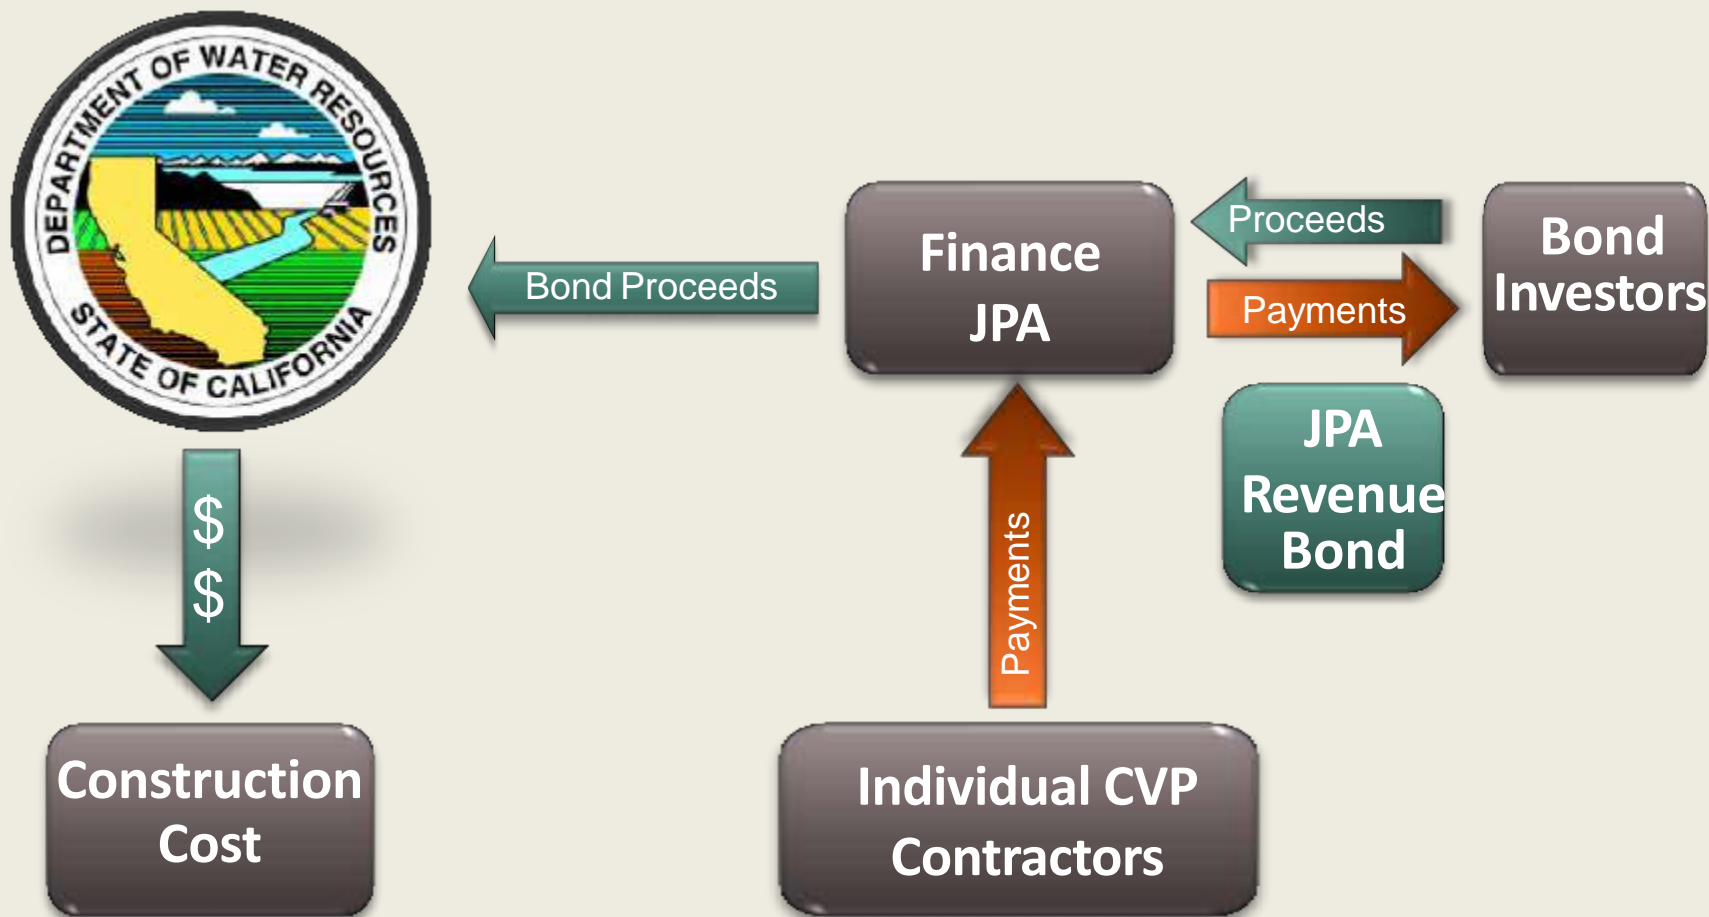 DEPARTMENT OF WATER RESOURCES
STATE OF CALIFORNIA
Bond Proceeds
Finance
JPA
Proceeds
Payments
Bond
Investors
JPA
Revenue
Bond
$
$
Payments
Construction
Cost
Individual CVP
Contractors